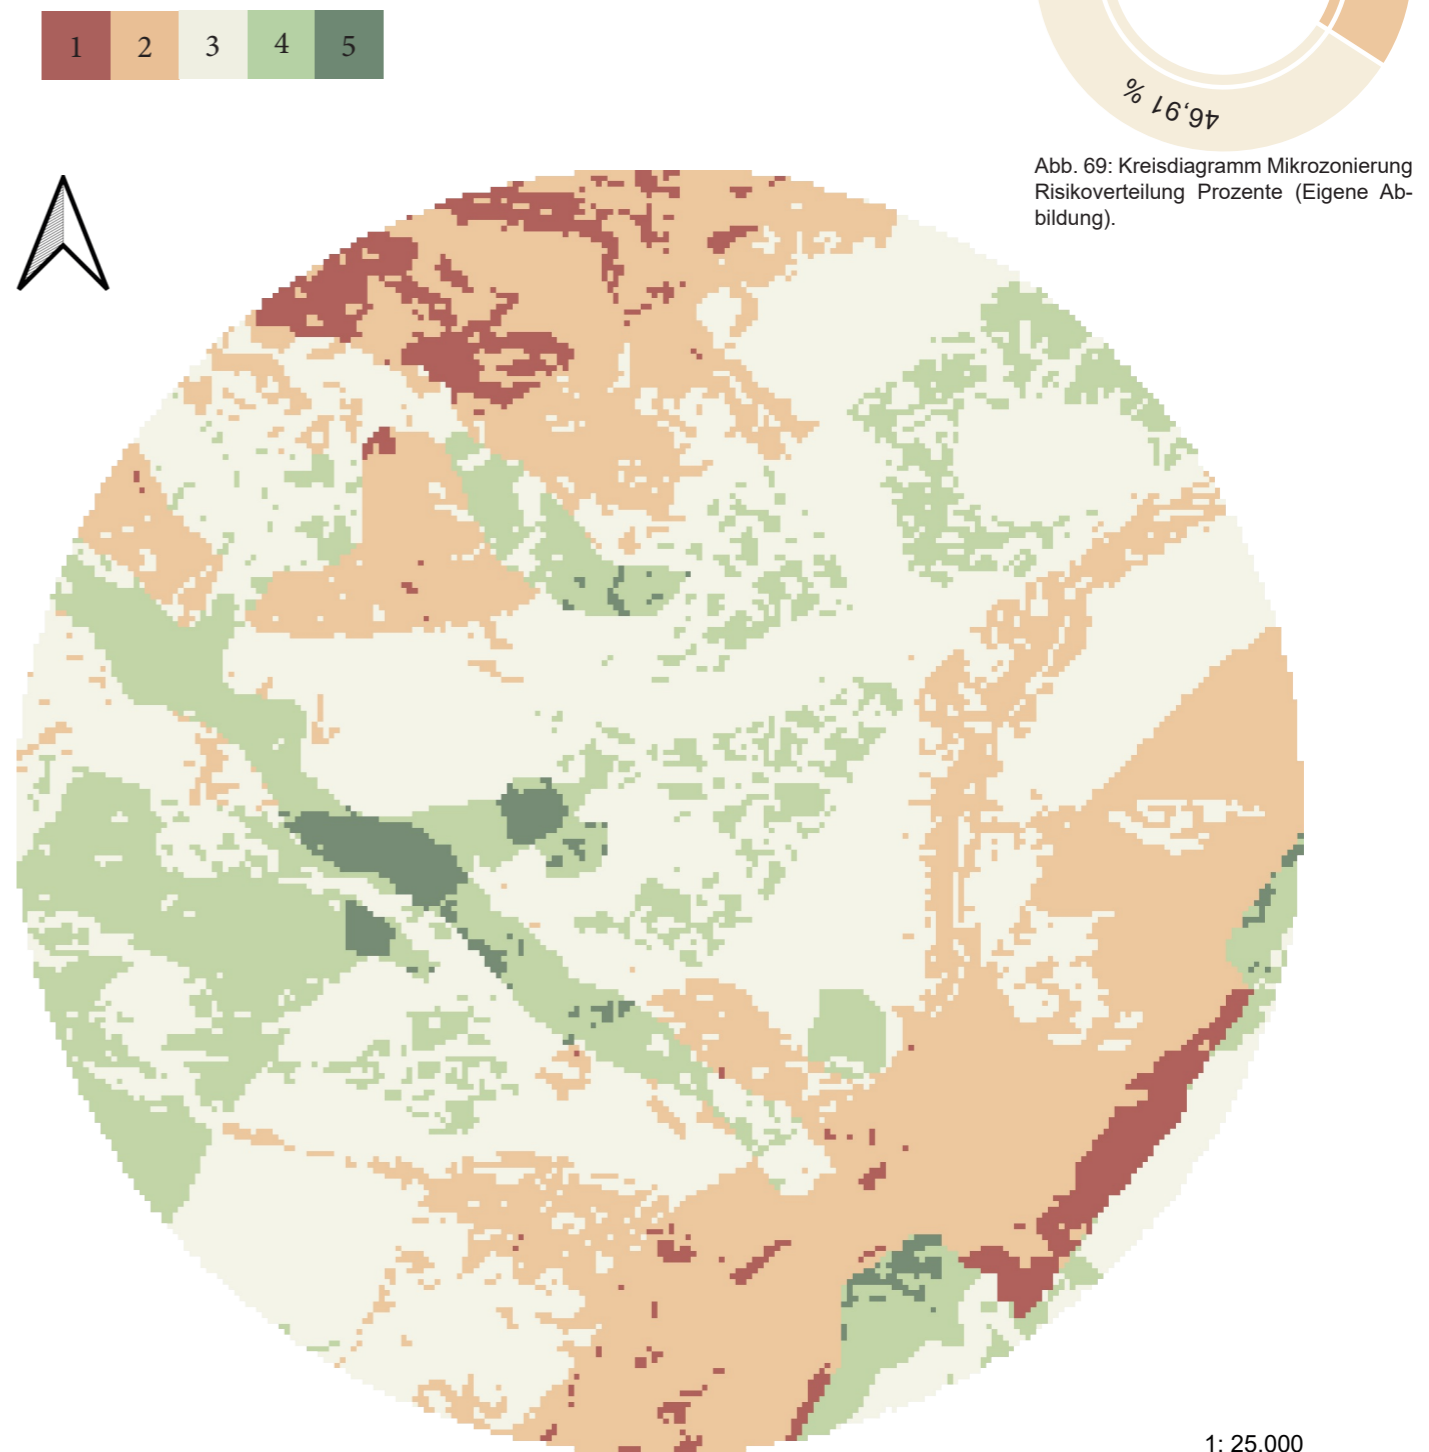 1 2 3 4 5
46,91 %
Abb. 69: Kreisdiagramm Mikrozonierung
Risikoverteilung Prozente (Eigene Ab-
bildung).
1: 25.000